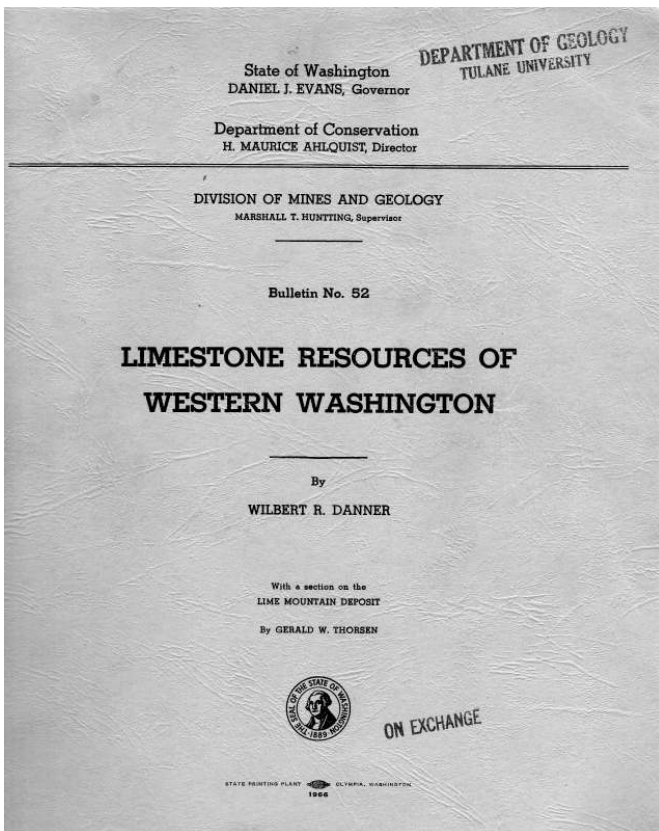 DEPARTMENT OF GEOLOGY
TULANE UNIVERSITY
State of Washington
DANIEL J. EVANS, Governor
Department of Conservation
H. MAURICE AHLQUIST, Director
DIVISION OF MINES AND GEOLOGY
MARSHALL T. HUNTTING, Supervisor
Bulletin No. 52
LIMESTONE RESOURCES OF
WESTERN WASHINGTON
By
WILBERT R. DANNER
With a section on the
LIME MOUNTAIN DEPOSIT
By GERALD W. THORSEN
THE SEAL OF THE STATE OF WASHINGTON
1889
ON EXCHANGE
STATE PRINTING PLANT OLYMPIA, WASHINGTON
1966